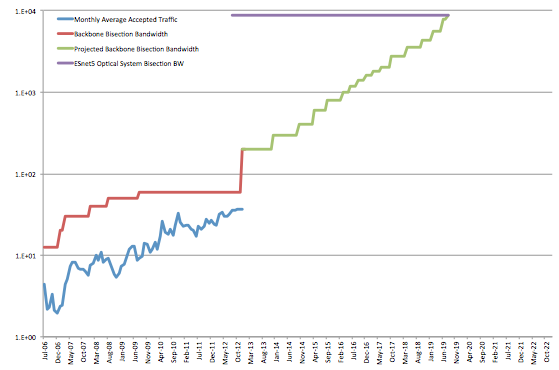 1.E+04
Monthly Average Accepted Traffic
Backbone Bisection Bandwidth
Projected Backbone Bisection Bandwidth
ESnet5 Optical System Bisection BW
1.E+03
1.E+02
1.E+01
1.E+00
Jul-06
Dec-06
May-07
Oct-07
Mar-08
Aug-08
Jan-09
Jun-09
Nov-09
Apr-10
Sep-10
Feb-11
Jul-11
Dec-11
May-12
Oct-12
Mar-13
Aug-13
Jan-14
Jun-14
Nov-14
Apr-15
Sep-15
Feb-16
Jul-16
Dec-16
May-17
Oct-17
Mar-18
Aug-18
Jan-19
Jun-19
Nov-19
Apr-20
Sep-20
Feb-21
Jul-21
Dec-21
May-22
Oct-22